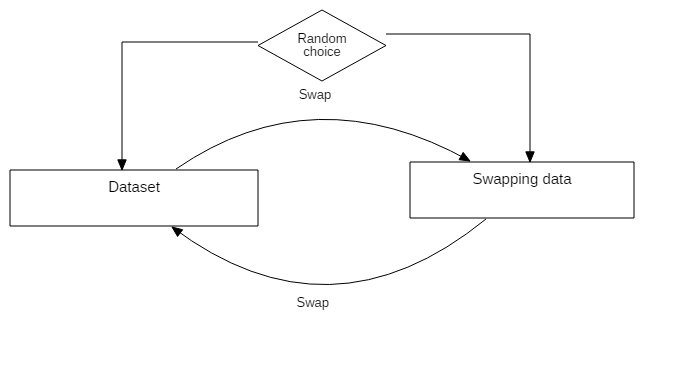 Random
choice
Swap
Dataset
Swapping data
Swap